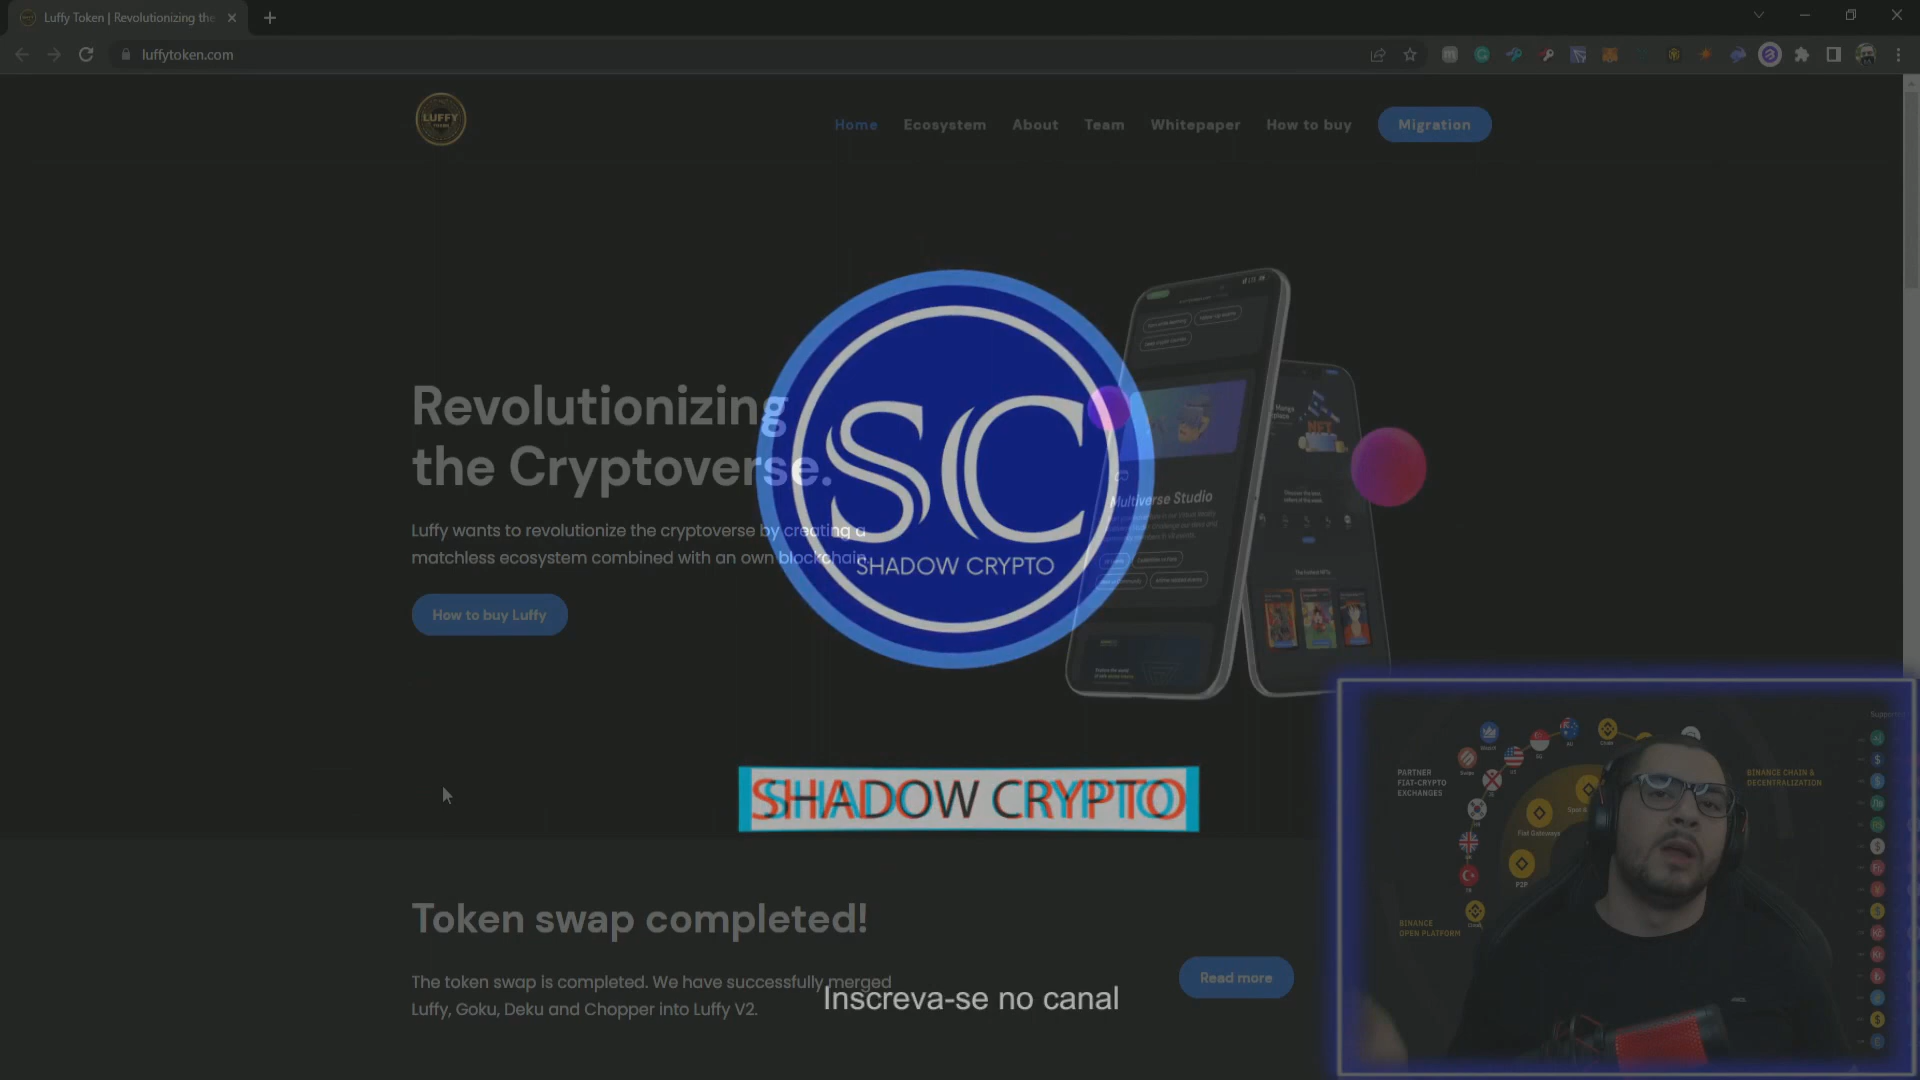 Luffy Token | Revolutionizing the
luffytoken.com
LUFFY
Home
Ecosystem
About
Team
Whitepaper
How to buy
Migration
Revolutionizing
the Cryptoverse.
Luffy wants to revolutionize the cryptoverse by creating a
matchless ecosystem combined with an own blockchain.
How to buy Luffy
SC
SHADOW CRYPTO
Multiverse Studio
NFT
SHADOW CRYPTO
Token swap completed!
The token swap is completed. We have successfully merged
Luffy, Goku, Deku and Chopper into Luffy V2.
Read more
Inscreva-se no canal
PARTNER
FIAT-CRYPTO
EXCHANGES
BINANCE CHAIN &
DECENTRALIZATION
Fiat Gateways
P2P
BINANCE
OPEN PLATFORM